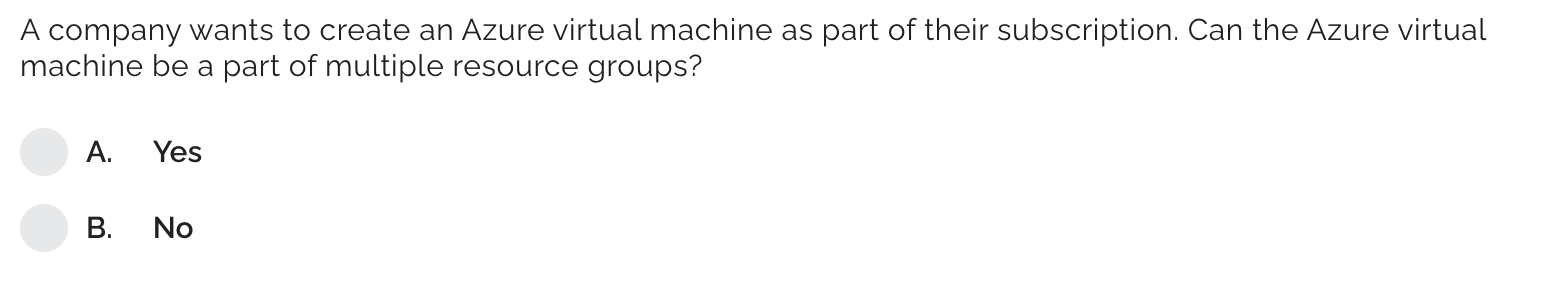 A company wants to create an Azure virtual machine as part of their subscription. Can the Azure virtual
machine be a part of multiple resource groups?
A. Yes
B. No